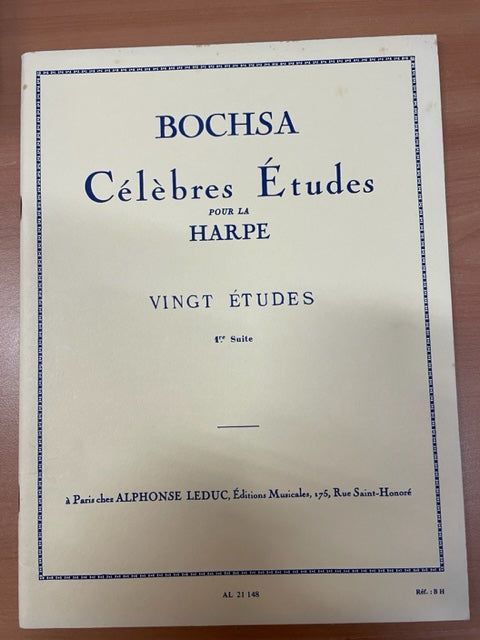 BOCHSA
Célèbres Études
POUR LA
HARPE
VINGT ÉTUDES
1re Suite
à Paris chez ALPHONSE LEDUC, Éditions Musicales, 175, Rue Saint-Honoré
AL 21 148
Réf. : B H